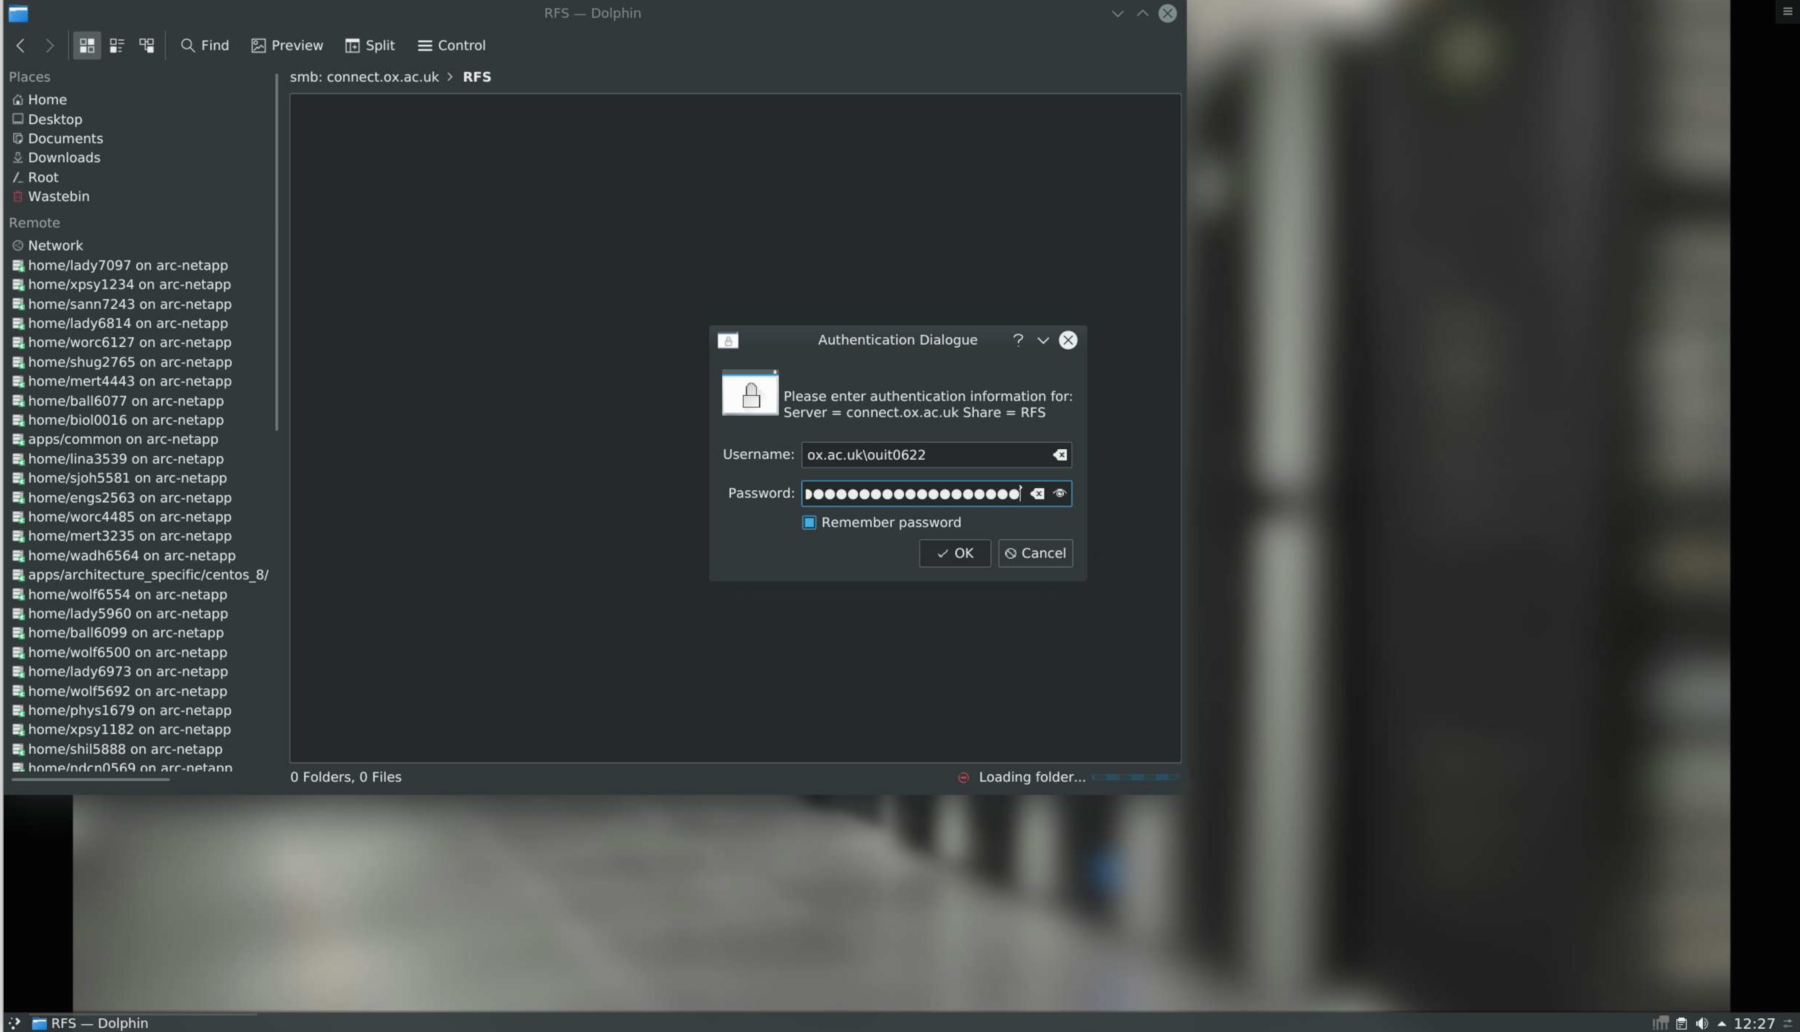 RFS — Dolphin
Find
Preview
Split
Control
Places
smb: connect.ox.ac.uk > RFS
Home
Desktop
Documents
Downloads
Root
Wastebin
Remote
Network
home/lady7097 on arc-netapp
home/xpsy1234 on arc-netapp
home/sann7243 on arc-netapp
home/lady6814 on arc-netapp
home/worc6127 on arc-netapp
home/shug2765 on arc-netapp
home/mert4443 on arc-netapp
home/ball6077 on arc-netapp
home/biol0016 on arc-netapp
apps/common on arc-netapp
home/lina3539 on arc-netapp
home/sjoh5581 on arc-netapp
home/engs2563 on arc-netapp
home/worc4485 on arc-netapp
home/mert3235 on arc-netapp
home/wadh6564 on arc-netapp
apps/architecture_specific/centos_8/
home/wolf6554 on arc-netapp
home/lady5960 on arc-netapp
home/ball6099 on arc-netapp
home/wolf6500 on arc-netapp
home/lady6973 on arc-netapp
home/wolf5692 on arc-netapp
home/phys1679 on arc-netapp
home/xpsy1182 on arc-netapp
home/shil5888 on arc-netapp
home/ndcn0569 on arc-netapp
Authentication Dialogue
Please enter authentication information for:
Server = connect.ox.ac.uk Share = RFS
Username: ox.ac.uk\ouit0622
Password:
Remember password
OK
Cancel
0 Folders, 0 Files
Loading folder...
RFS — Dolphin
12:27